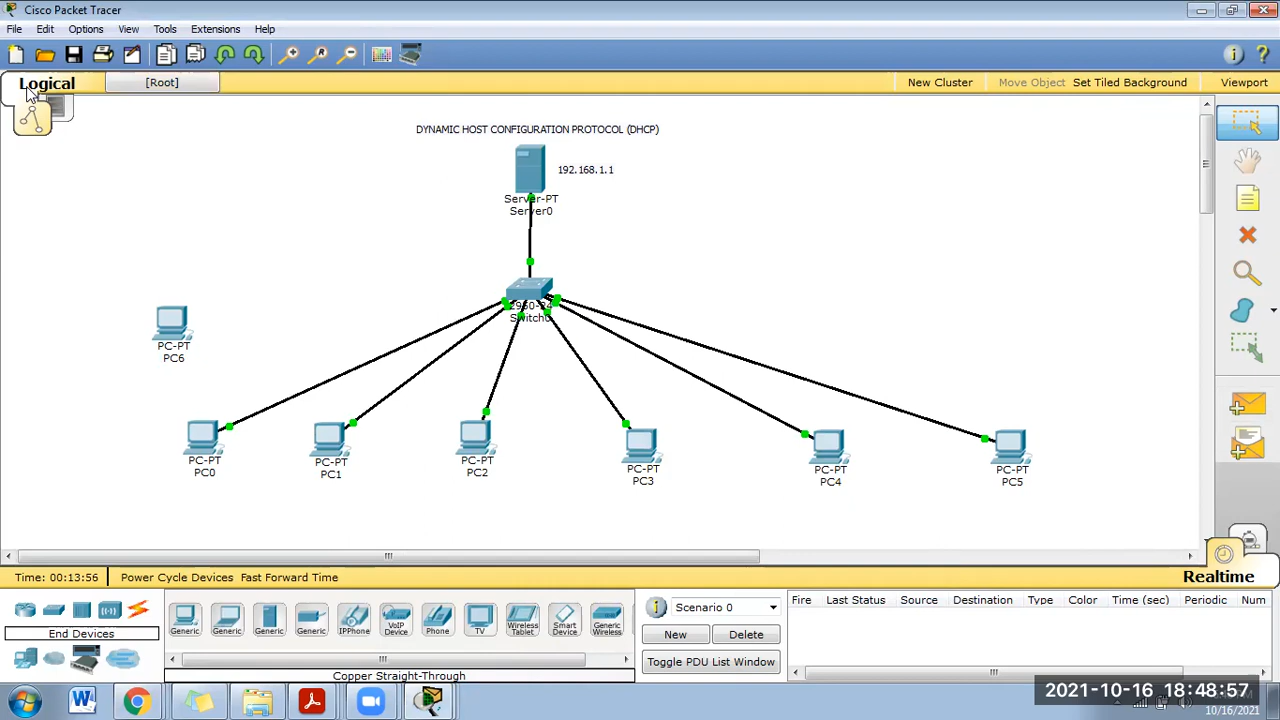 Cisco Packet Tracer
File Edit Options View Tools Extensions Help
Logical [Root] New Cluster Move Object Set Tiled Background Viewport
DYNAMIC HOST CONFIGURATION PROTOCOL (DHCP)
192.168.1.1
Server-PT
Server0
2950-24
Switch0
PC-PT
PC6
PC-PT
PC0
PC-PT
PC1
PC-PT
PC2
PC-PT
PC3
PC-PT
PC4
PC-PT
PC5
Realtime
Time: 00:13:56 Power Cycle Devices Fast Forward Time
End Devices
Generic Generic Generic Generic IPPhone VoIP Device Phone TV Wireless Tablet Smart Device Generic Wireless
Copper Straight-Through
Scenario 0
New Delete
Toggle PDU List Window
Fire Last Status Source Destination Type Color Time (sec) Periodic Num
2021-10-16 18:48:57
10/16/2021